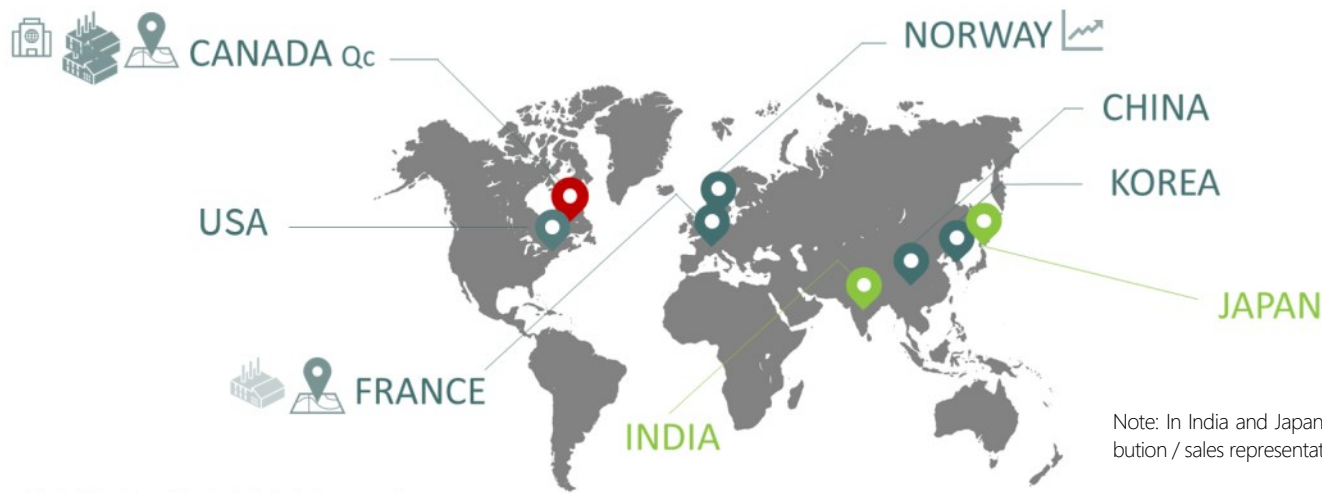 CANADA Qc
NORWAY
CHINA
KOREA
USA
JAPAN
FRANCE
INDIA
Note: In India and Japan
bution / sales representat